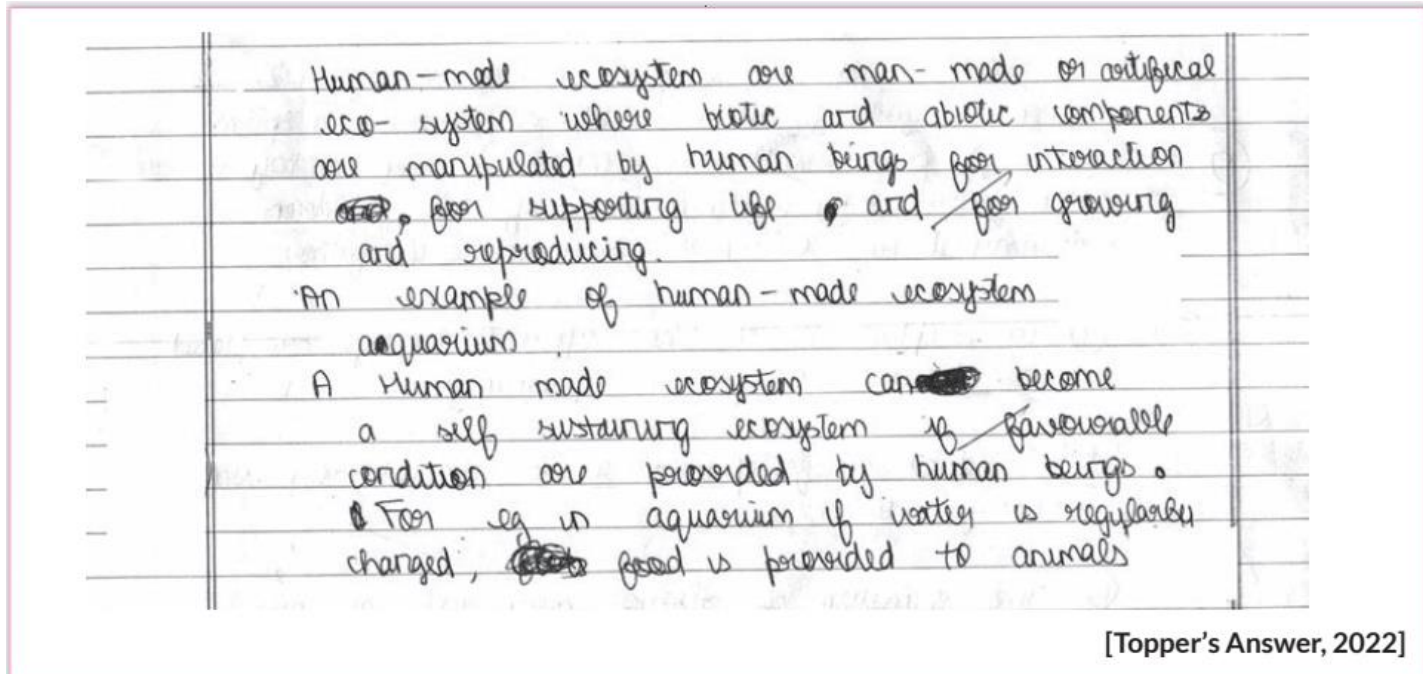 Human-made ecosystem are man-made or artifical
eco-system where biotic and abiotic components
are manipulated by human beings for interaction
, for supporting life and for growing
and reproducing.
An example of human-made ecosystem
aquarium.
A Human made ecosystem can become
a self sustaining ecosystem if favourable
condition are provided by human beings.
For eg in aquarium if water is regularly
changed, food is provided to animals
[Topper's Answer, 2022]